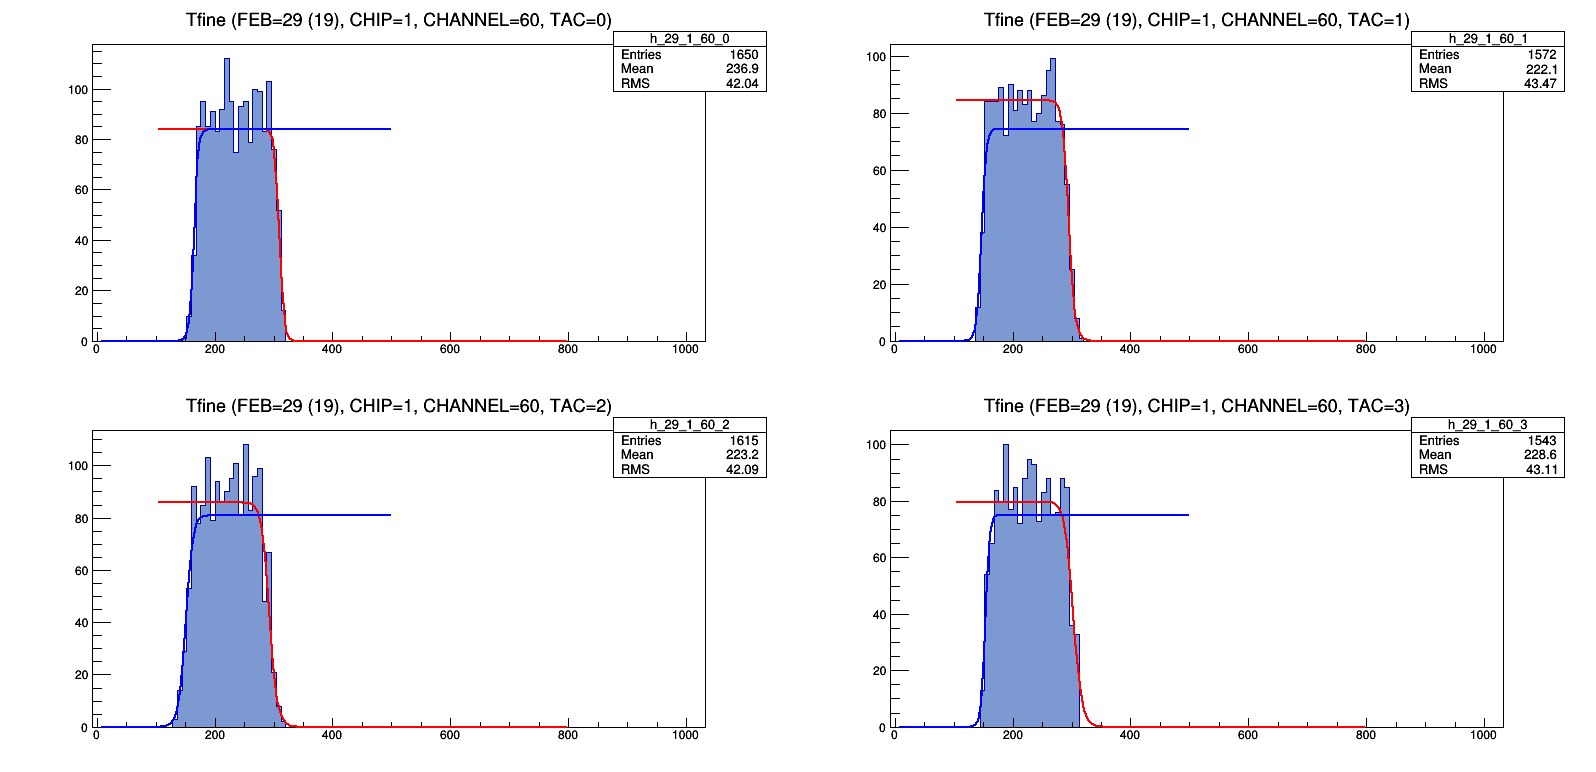 Tfine (FEB=29 (19), CHIP=1, CHANNEL=60, TAC=0)
h_29_1_60_0
Entries 1650
Mean 236.9
RMS 42.04
100
80
60
40
20
0
0 200 400 600 800 1000
Tfine (FEB=29 (19), CHIP=1, CHANNEL=60, TAC=1)
h_29_1_60_1
Entries 1572
Mean 222.1
RMS 43.47
100
80
60
40
20
0
0 200 400 600 800 1000
Tfine (FEB=29 (19), CHIP=1, CHANNEL=60, TAC=2)
h_29_1_60_2
Entries 1615
Mean 223.2
RMS 42.09
100
80
60
40
20
0
0 200 400 600 800 1000
Tfine (FEB=29 (19), CHIP=1, CHANNEL=60, TAC=3)
h_29_1_60_3
Entries 1543
Mean 228.6
RMS 43.11
100
80
60
40
20
0
0 200 400 600 800 1000